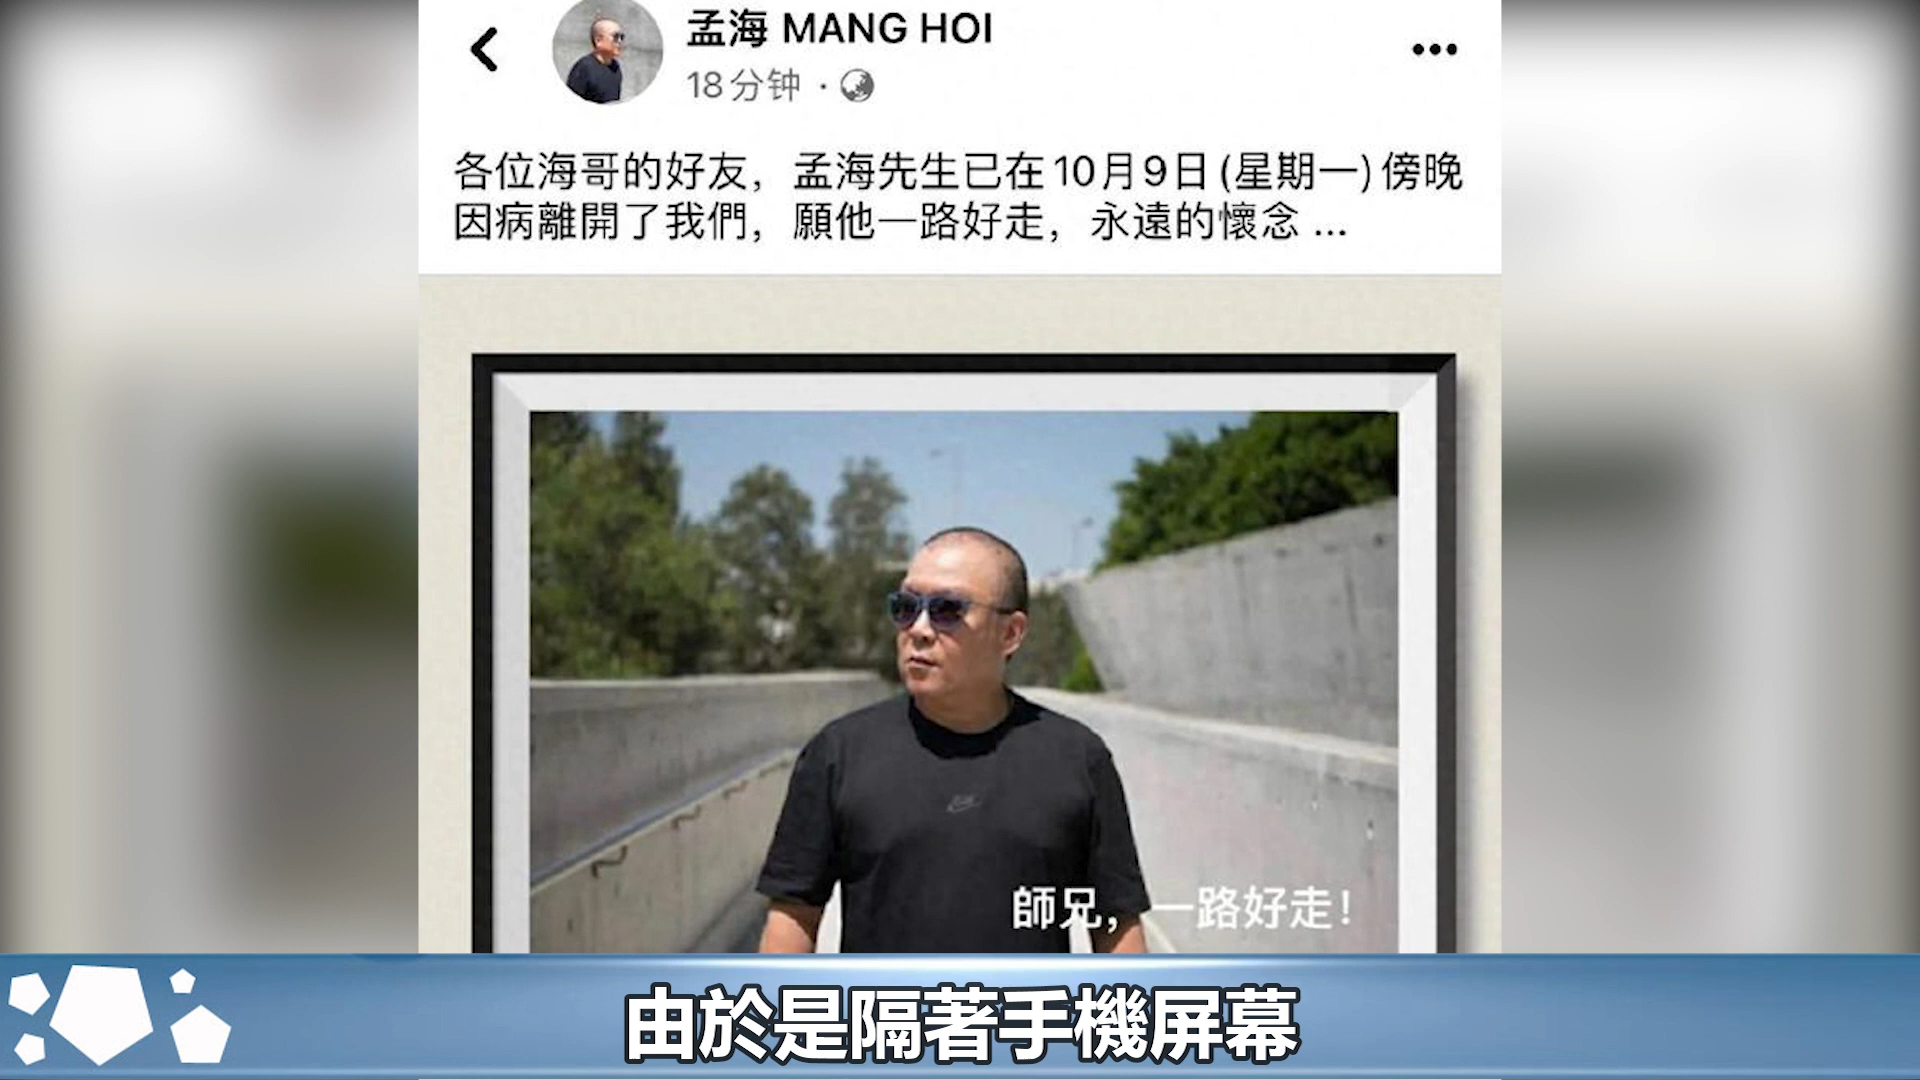 孟海 MANG HOI
18分钟 ·
各位海哥的好友，孟海先生已在10月9日(星期一)傍晚
因病離開了我們，願他一路好走，永遠的懷念 ...
師兄，一路好走！
由於是隔著手機屏幕